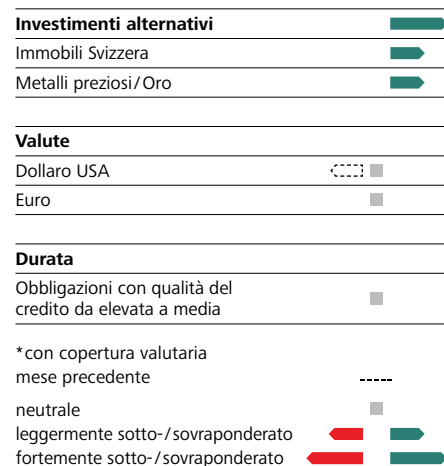 Investimenti alternativi
Immobili Svizzera
Metalli preziosi/Oro
Valute
Dollaro USA
Euro
Durata
Obbligazioni con qualità del
credito da elevata a media
*con copertura valutaria
mese precedente
neutrale
leggermente sotto-/sovraponderato
fortemente sotto-/sovraponderato